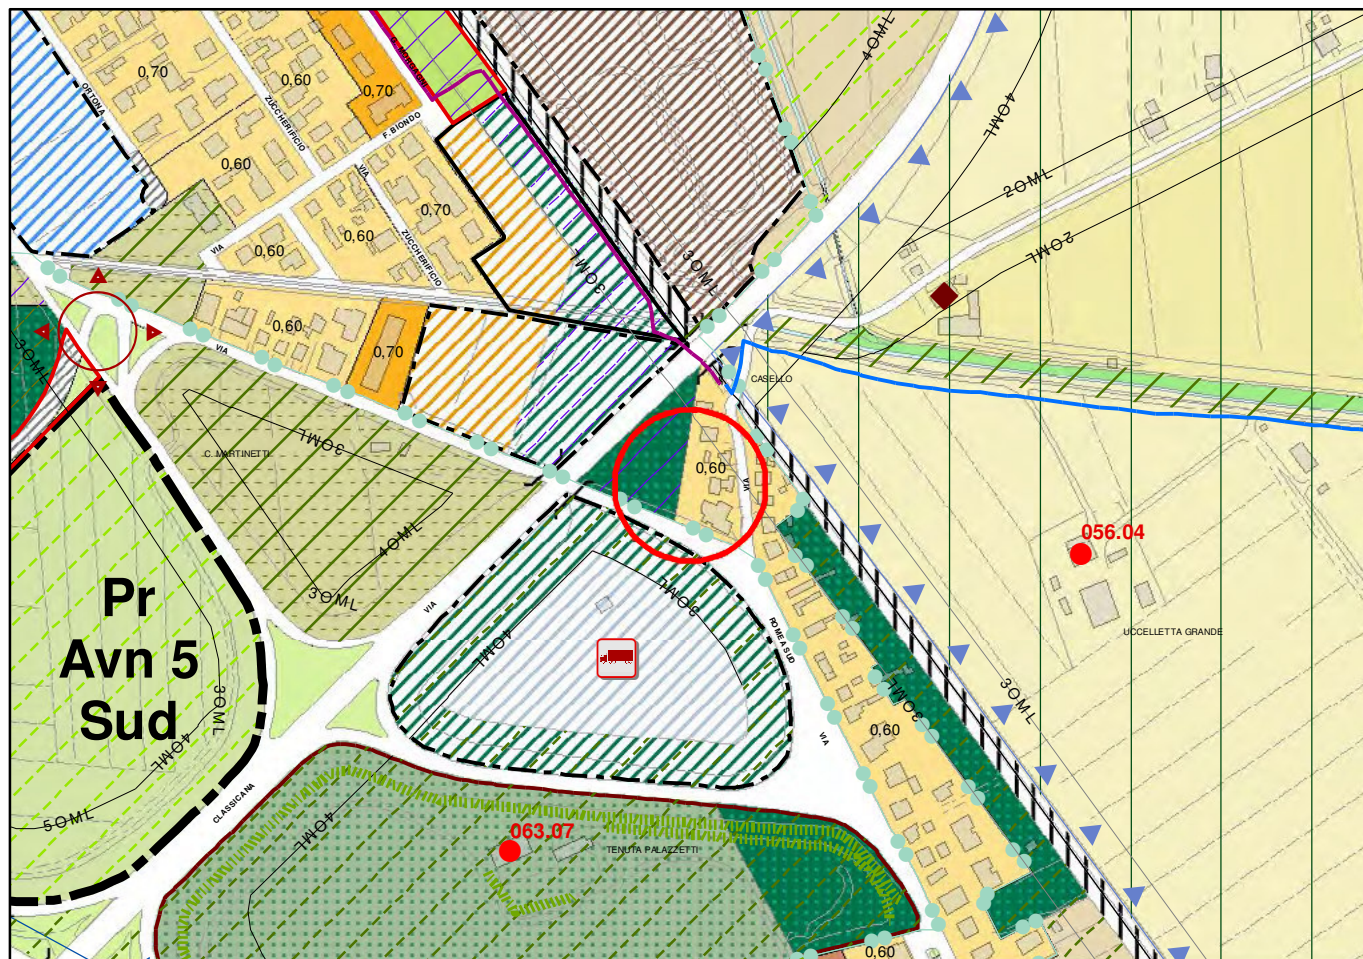 40ML
0,70
0,60
0,70
ORTONA
ZUCCHERIFICIO
F. BIONDO
40ML
0,60
VIA
20ML
0,70
0,60
0,60
VIA
ZUCCHERIFICIO
20ML
30ML
30ML
0,60
VIA
0,70
30ML
CASELLO
30ML
C. MARTINETTI
0,60
VIA
40ML
056.04
30ML
VIA
30ML
Pr
Avn 5
Sud
40ML
ROMEA SUD
UCCELLETTA GRANDE
30ML
30ML
30ML
40ML
0,60
VIA
50ML
CLASSICANA
40ML
063.07
TENUTA PALAZZETTI
0,60